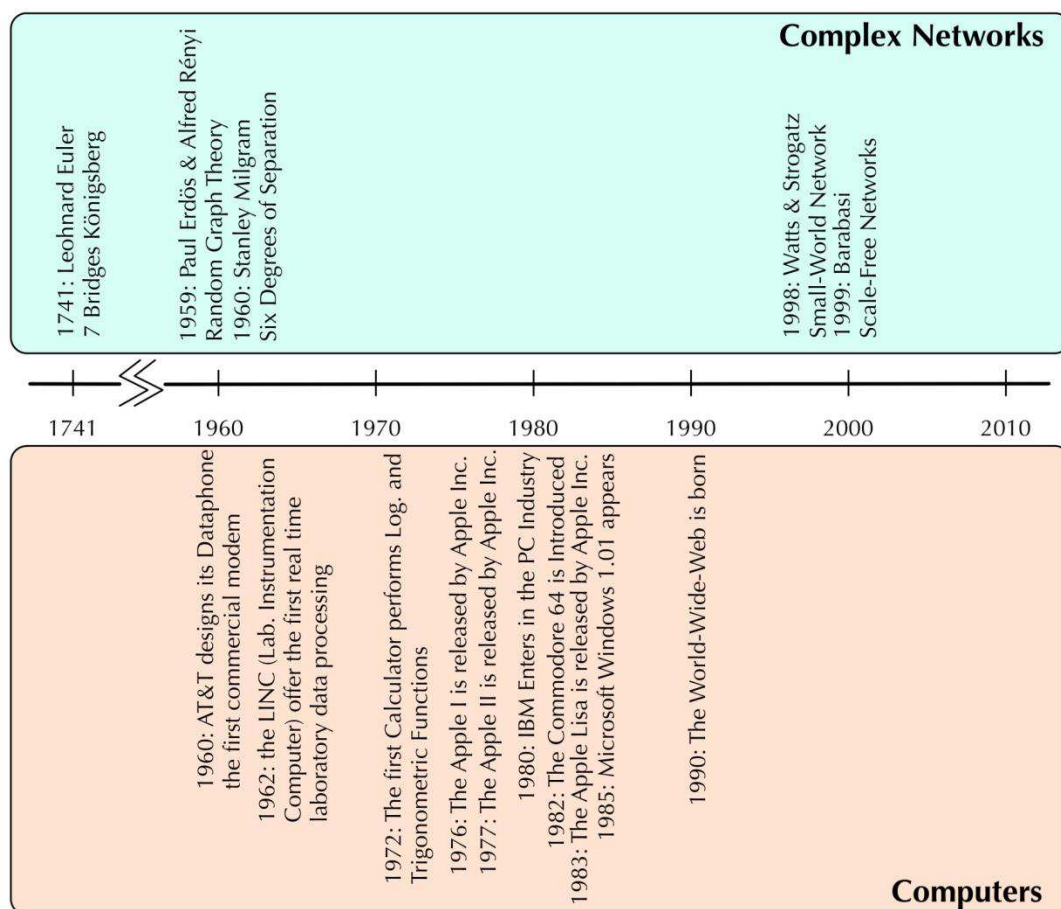 Complex Networks
1741: Leohnard Euler
7 Bridges Königsberg
1959: Paul Erdös & Alfred Rényi
Random Graph Theory
1960: Stanley Milgram
Six Degrees of Separation
1998: Watts & Strogatz
Small-World Network
1999: Barabasi
Scale-Free Networks
1741
1960
1970
1980
1990
2000
2010
1960: AT&T designs its Dataphone
the first commercial modem
1962: the LINC (Lab. Instrumentation
Computer) offer the first real time
laboratory data processing
1972: The first Calculator performs Log. and
Trigonometric Functions
1976: The Apple I is released by Apple Inc.
1977: The Apple II is released by Apple Inc.
1980: IBM Enters in the PC Industry
1982: The Commodore 64 is Introduced
1983: The Apple Lisa is released by Apple Inc.
1985: Microsoft Windows 1.01 appears
1990: The World-Wide-Web is born
Computers